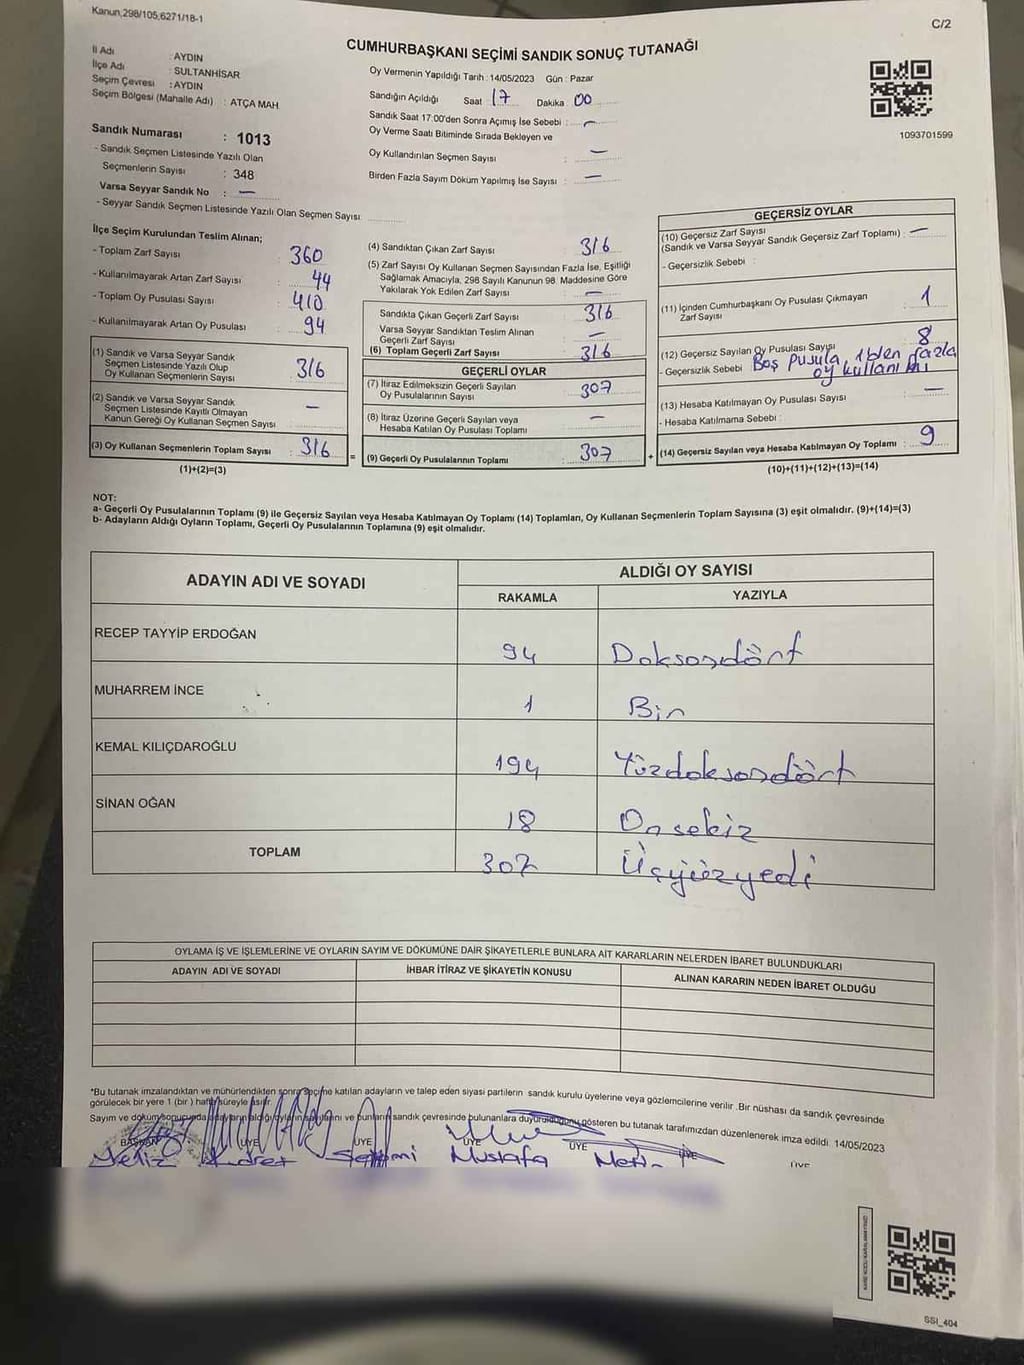 Kanun;298/105,6271/18-1
C/2
CUMHURBAŞKANI SEÇİMİ SANDIK SONUÇ TUTANAĞI
İl Adı : AYDIN
İlçe Adı : SULTANHİSAR
Seçim Çevresi : AYDIN
Seçim Bölgesi (Mahalle Adı) : ATÇA MAH
Sandık Numarası : 1013
- Sandık Seçmen Listesinde Yazılı Olan
Seçmenlerin Sayısı : 348
Varsa Seyyar Sandık No : —
- Seyyar Sandık Seçmen Listesinde Yazılı Olan Seçmen Sayısı
Oy Vermenin Yapıldığı Tarih : 14/05/2023 Gün : Pazar
Sandığın Açıldığı Saat 17 Dakika 00
Sandık Saat 17:00'den Sonra Açımış İse Sebebi : —
Oy Verme Saati Bitiminde Sırada Bekleyen ve
Oy Kullandırılan Seçmen Sayısı : —
Birden Fazla Sayım Döküm Yapılmış İse Sayısı : —
1093701599
İlçe Seçim Kurulundan Teslim Alınan;
- Toplam Zarf Sayısı : 360
- Kullanılmayarak Artan Zarf Sayısı : 44
- Toplam Oy Pusulası Sayısı : 410
- Kullanılmayarak Artan Oy Pusulası : 94
(1) Sandık ve Varsa Seyyar Sandık
Seçmen Listesinde Yazılı Olup
Oy Kullanan Seçmenlerin Sayısı : 316
(2) Sandık ve Varsa Seyyar Sandık
Seçmen Listesinde Kayıtlı Olmayan
Kanun Gereği Oy Kullanan Seçmen Sayısı : —
(3) Oy Kullanan Seçmenlerin Toplam Sayısı : 316
(1)+(2)=(3)
(4) Sandıktan Çıkan Zarf Sayısı : 316
(5) Zarf Sayısı Oy Kullanan Seçmen Sayısından Fazla İse, Eşitliği
Sağlamak Amacıyla, 298 Sayılı Kanunun 98. Maddesine Göre
Yakılarak Yok Edilen Zarf Sayısı : —
Sandıkta Çıkan Geçerli Zarf Sayısı : 316
Varsa Seyyar Sandıktan Teslim Alınan
Geçerli Zarf Sayısı : —
(6) Toplam Geçerli Zarf Sayısı : 316
GEÇERLİ OYLAR
(7) İtiraz Edilmeksizin Geçerli Sayılan
Oy Pusulalarının Sayısı : 307
(8) İtiraz Üzerine Geçerli Sayılan veya
Hesaba Katılan Oy Pusulası Toplamı : —
= (9) Geçerli Oy Pusulalarının Toplamı : 307
GEÇERSİZ OYLAR
(10) Geçersiz Zarf Sayısı
(Sandık ve Varsa Seyyar Sandık Geçersiz Zarf Toplamı) : —
- Geçersizlik Sebebi :
(11) İçinden Cumhurbaşkanı Oy Pusulası Çıkmayan
Zarf Sayısı : 1
(12) Geçersiz Sayılan Oy Pusulası Sayısı : 8
- Geçersizlik Sebebi Boş pusula, 1'den fazla
oy kullanımı
(13) Hesaba Katılmayan Oy Pusulası Sayısı : —
- Hesaba Katılmama Sebebi :
+ (14) Geçersiz Sayılan veya Hesaba Katılmayan Oy Toplamı : 9
(10)+(11)+(12)+(13)=(14)
NOT:
a- Geçerli Oy Pusulalarının Toplamı (9) ile Geçersiz Sayılan veya Hesaba Katılmayan Oy Toplamı (14) Toplamları, Oy Kullanan Seçmenlerin Toplam Sayısına (3) eşit olmalıdır. (9)+(14)=(3)
b- Adayların Aldığı Oyların Toplamı, Geçerli Oy Pusulalarının Toplamına (9) eşit olmalıdır.
ADAYIN ADI VE SOYADI ALDIĞI OY SAYISI
RAKAMLA YAZIYLA
RECEP TAYYİP ERDOĞAN 94 Doksandört
MUHARREM İNCE 1 Bir
KEMAL KILIÇDAROĞLU 194 Yüzdoksandört
SİNAN OĞAN 18 Onsekiz
TOPLAM 307 Üçyüzyedi
OYLAMA İŞ VE İŞLEMLERİNE VE OYLARIN SAYIM VE DÖKÜMÜNE DAİR ŞİKAYETLERLE BUNLARA AİT KARARLARIN NELERDEN İBARET BULUNDUKLARI
ADAYIN ADI VE SOYADI İHBAR İTİRAZ VE ŞİKAYETİN KONUSU ALINAN KARARIN NEDEN İBARET OLDUĞU
*Bu tutanak imzalandıktan ve mühürlendikten sonra seçime katılan adayların ve talep eden siyasi partilerin sandık kurulu üyelerine veya gözlemcilerine verilir .Bir nüshası da sandık çevresinde
görülecek bir yere 1 (bir ) hafta süreyle asılır.
Sayım ve döküm sonucunda adayların aldığı oyların sayılarını ve bunların sandık çevresinde bulunanlara duyurulduğunu gösteren bu tutanak tarafımızdan düzenlenerek imza edildi. 14/05/2023
BAŞKAN ÜYE ÜYE ÜYE ÜYE ÜYE ÜYE
Yeliz Kudret Mustafa Metin
SSİ_404